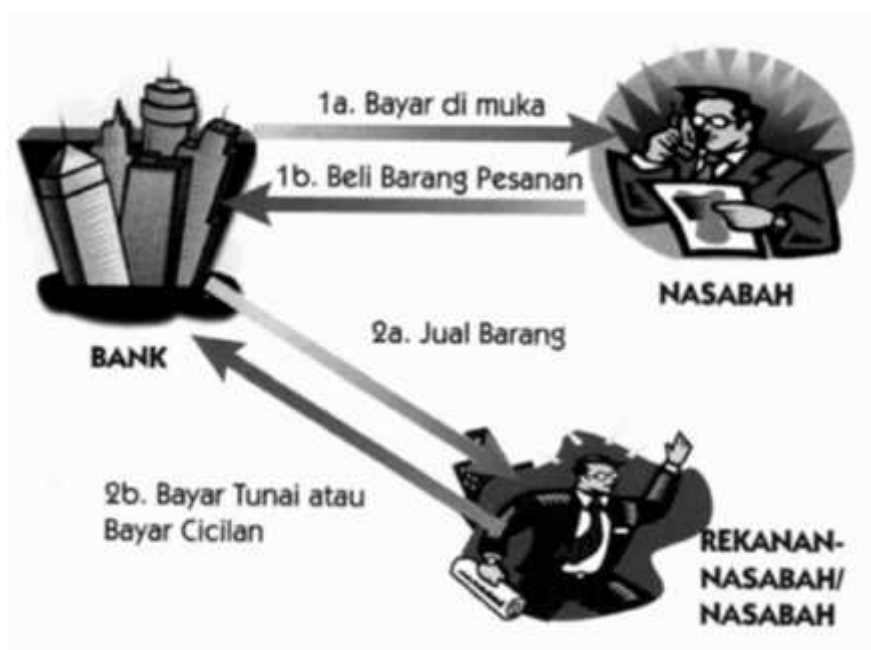 1a. Bayar di muka
1b. Beli Barang Pesanan
NASABAH
2a. Jual Barang
BANK
2b. Bayar Tunai atau
Bayar Cicilan
REKANAN-
NASABAH/
NASABAH